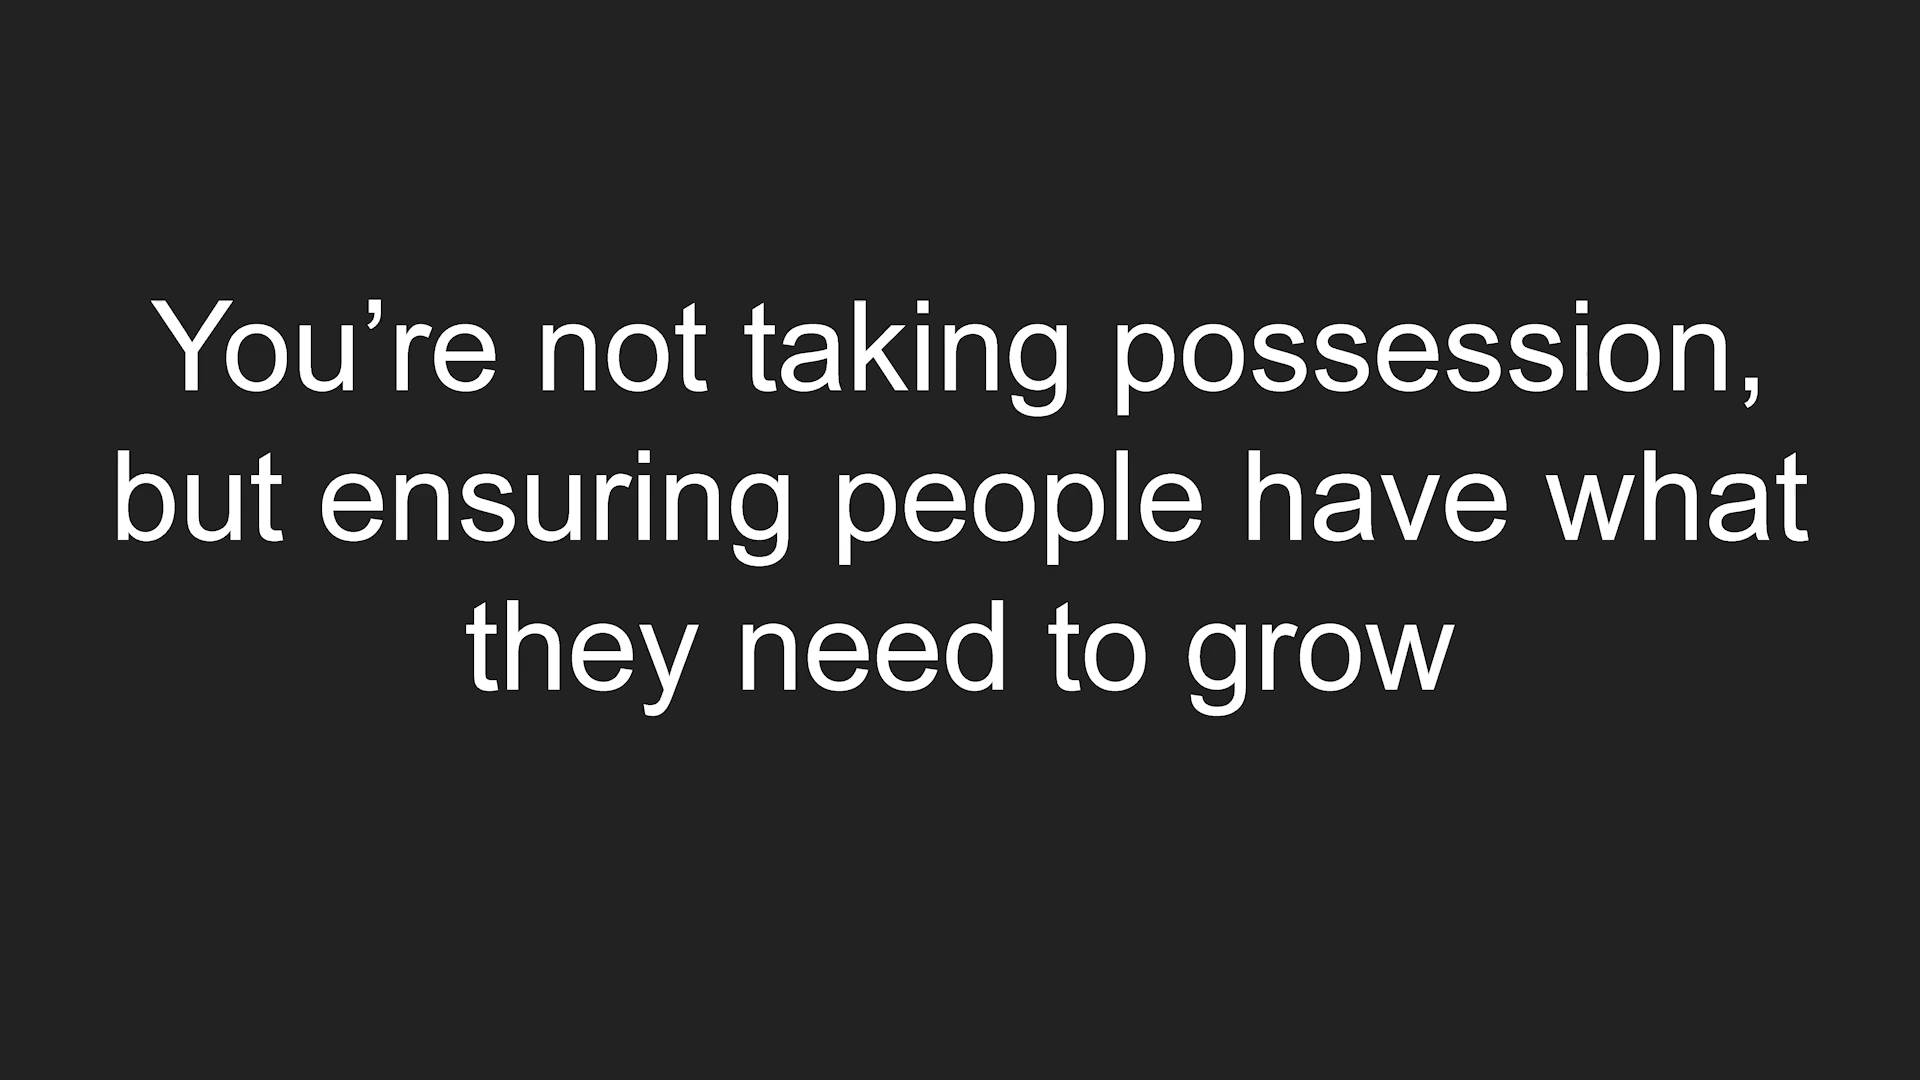 You’re not taking possession,
but ensuring people have what
they need to grow